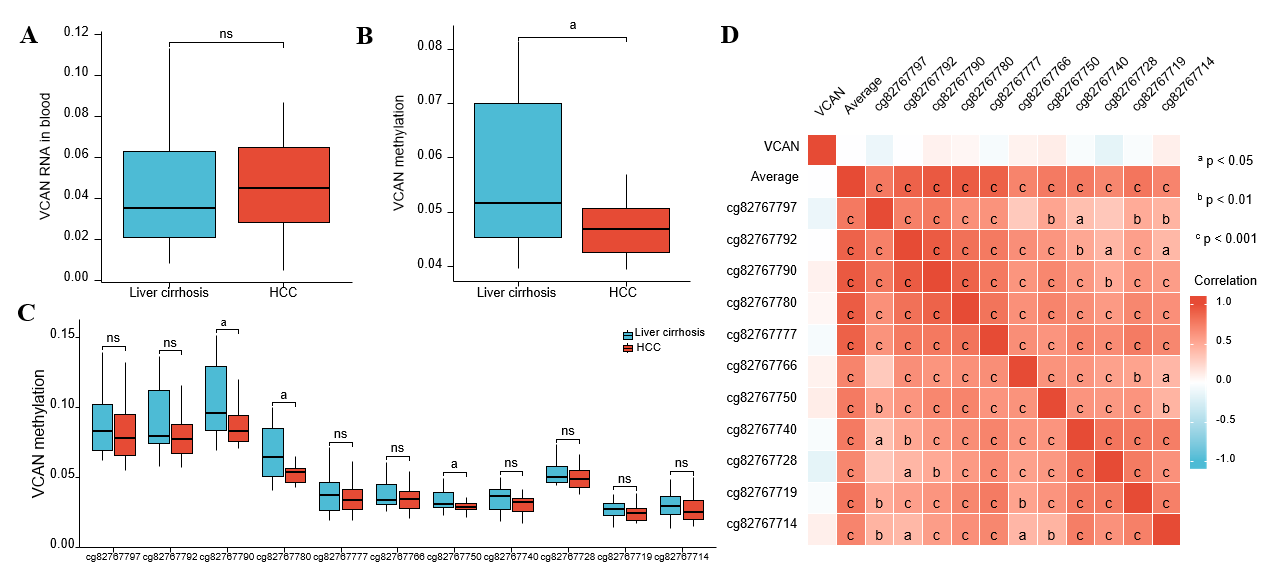 A
VCAN RNA in blood
0.12
0.10
0.08
0.06
0.04
0.02
0.00
ns
Liver cirrhosis
HCC
B
VCAN methylation
0.08
0.07
0.06
0.05
0.04
a
Liver cirrhosis
HCC
C
VCAN methylation
0.15
0.10
0.05
0.00
ns
ns
a
a
ns
ns
a
ns
ns
ns
ns
Liver cirrhosis
HCC
cg82767797
cg82767792
cg82767790
cg82767780
cg82767777
cg82767766
cg82767750
cg82767740
cg82767728
cg82767719
cg82767714
D
VCAN
Average
cg82767797
cg82767792
cg82767790
cg82767780
cg82767777
cg82767766
cg82767750
cg82767740
cg82767728
cg82767719
cg82767714
VCAN
Average c c c c c c c c c c c
cg82767797 c c c c c b a b b
cg82767792 c c c c c c c b a c a
cg82767790 c c c c c c c c b c c
cg82767780 c c c c c c c c c c c
cg82767777 c c c c c c c c c c c
cg82767766 c c c c c c c c b a
cg82767750 c b c c c c c c c c b
cg82767740 c a b c c c c c c c c
cg82767728 c a b c c c c c c c
cg82767719 c b c c c c b c c c c
cg82767714 c b a c c c a b c c c
a p < 0.05
b p < 0.01
c p < 0.001
Correlation
1.0
0.5
0.0
-0.5
-1.0